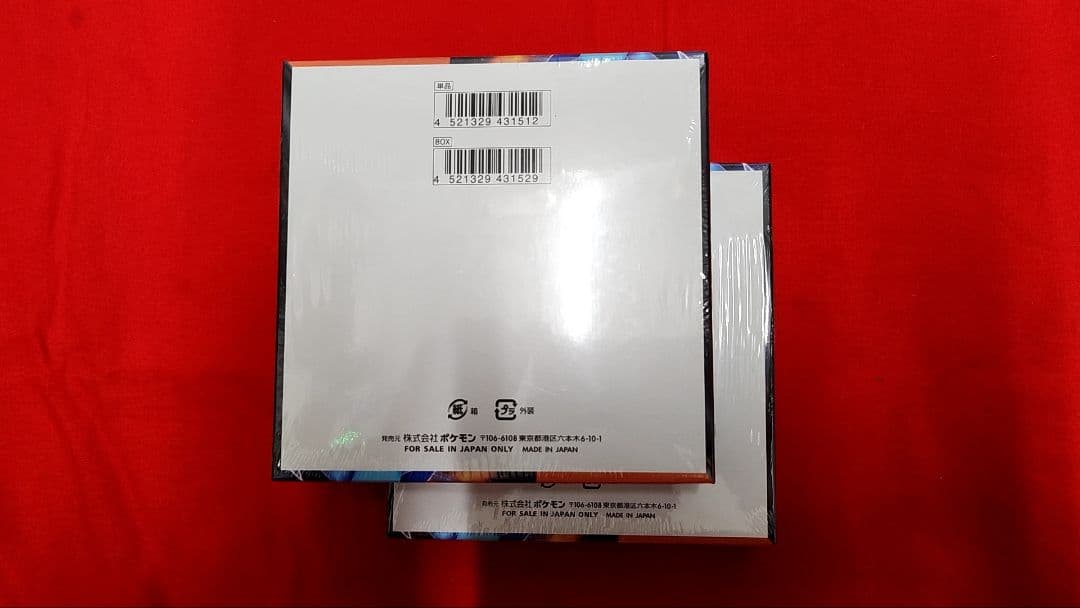 単品
4 521329 431512
BOX
4 521329 431529
紙 箱 プラ 外装
発売元 株式会社 ポケモン 〒106-6108 東京都港区六本木6-10-1
FOR SALE IN JAPAN ONLY MADE IN JAPAN
発売元 株式会社 ポケモン 〒106-6108 東京都港区六本木6-10-1
FOR SALE IN JAPAN ONLY MADE IN JAPAN